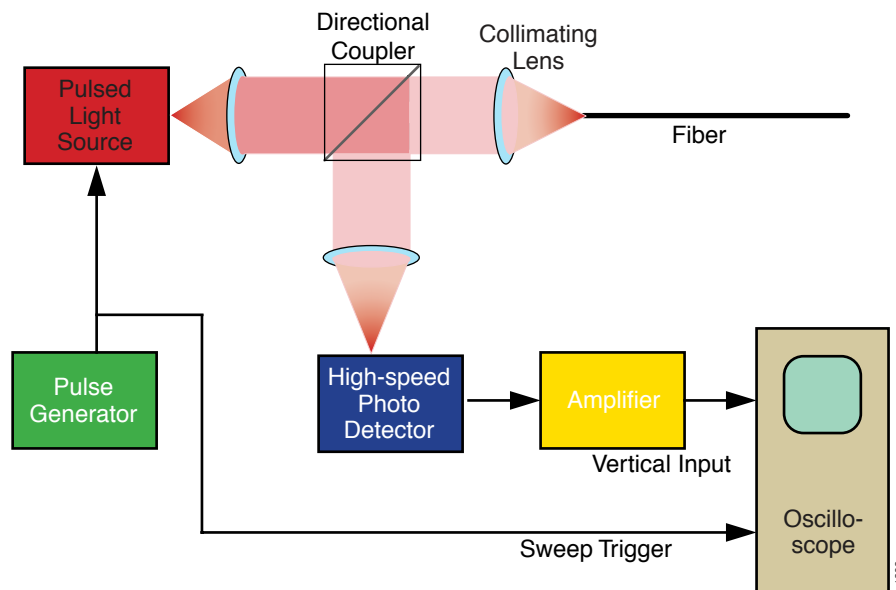 Directional
Coupler
Collimating
Lens
Pulsed
Light
Source
Fiber
Pulse
Generator
High-speed
Photo
Detector
Amplifier
Vertical Input
Oscillo-
scope
Sweep Trigger